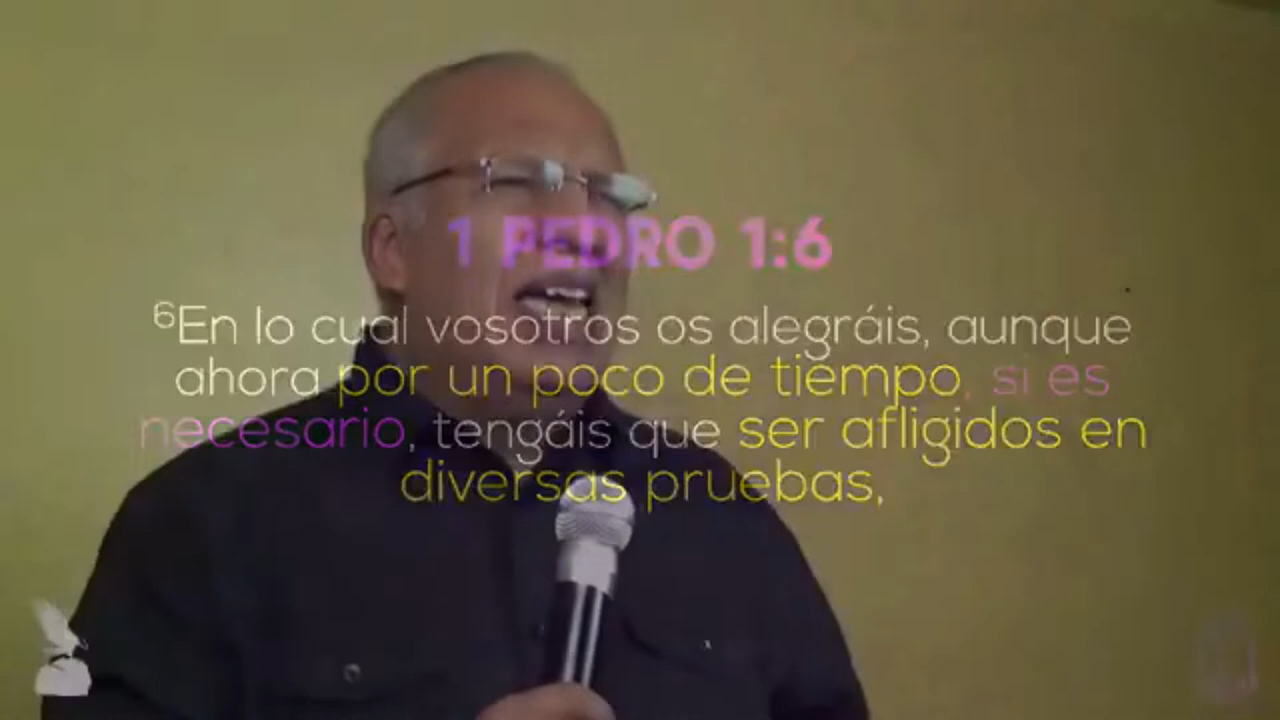 1 PEDRO 1:6
⁶En lo cual vosotros os alegráis, aunque
ahora por un poco de tiempo, si es
necesario, tengáis que ser afligidos en
diversas pruebas,